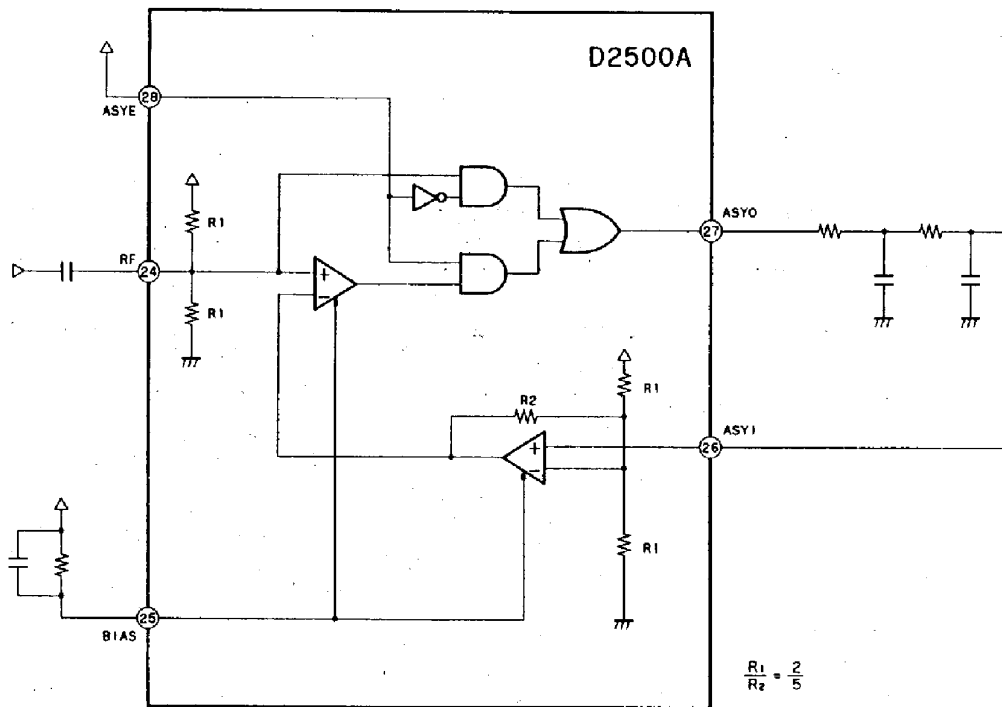 D2500A
28
ASYE
R1
RF
24
R1
+
−
27
ASYO
R1
R2
ASYI
26
+
−
R1
25
BIAS
R1/R2 = 2/5